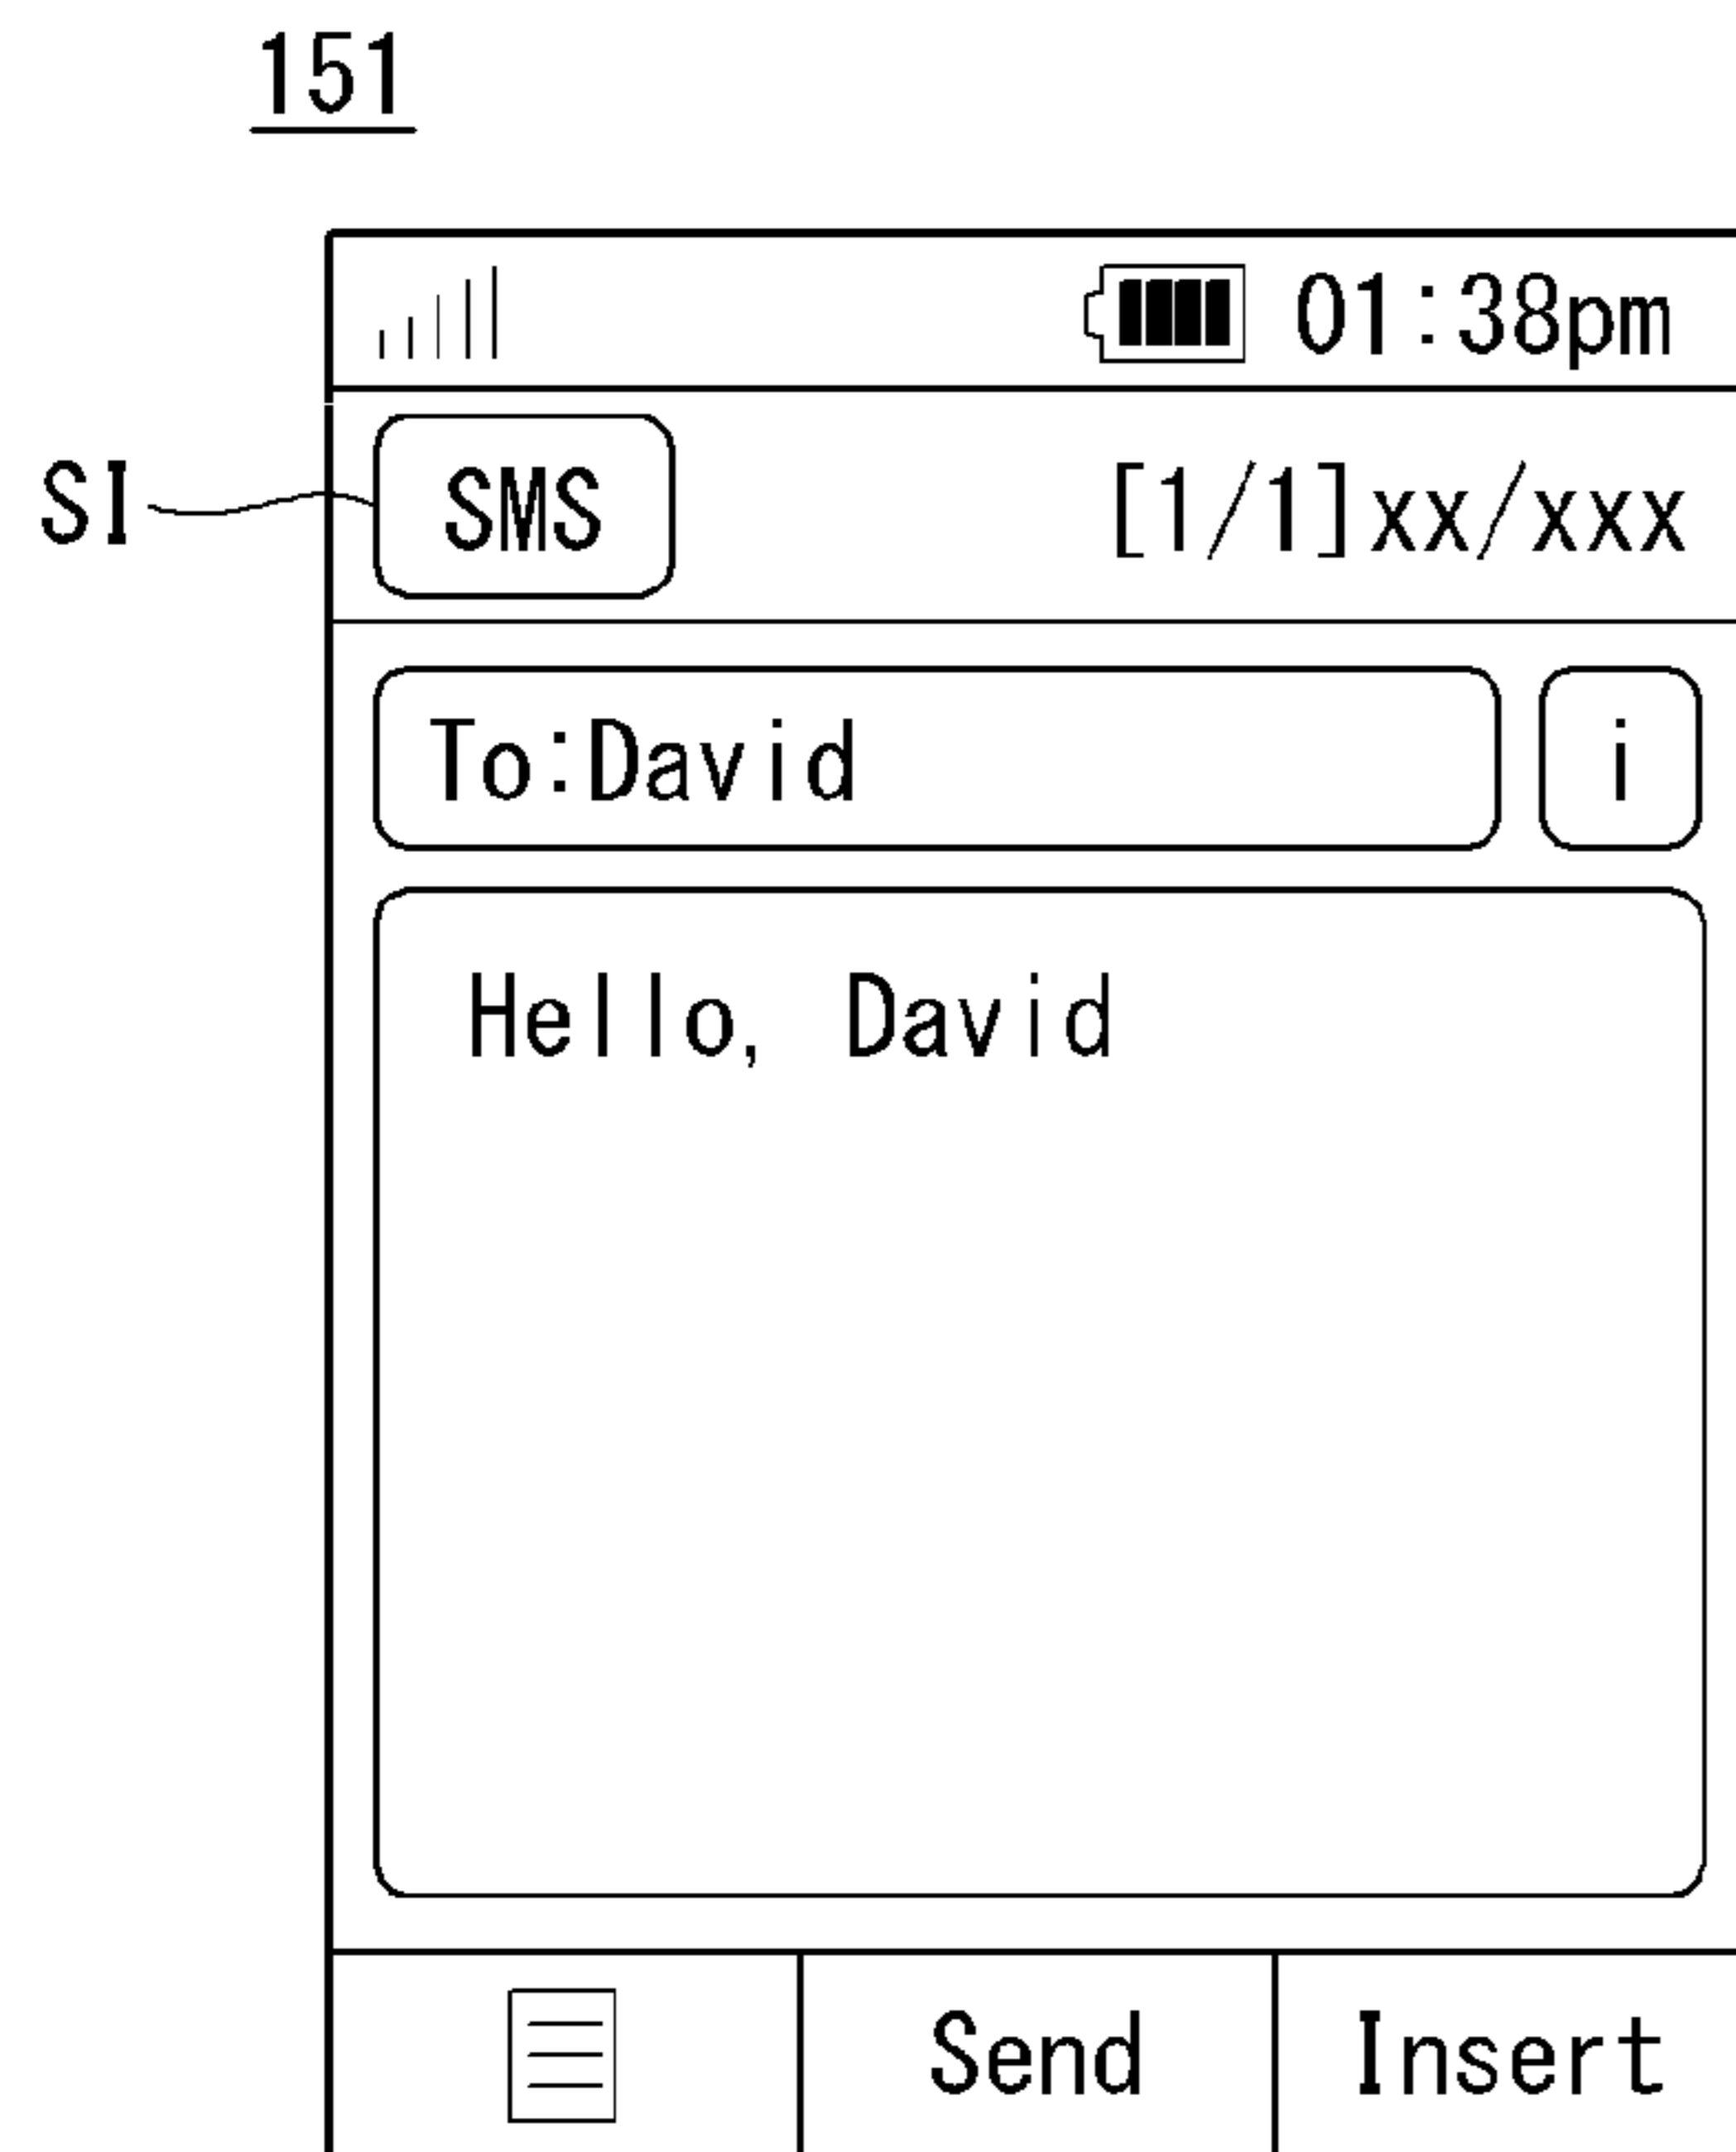 151
01:38pm
SI SMS [1/1]xx/xxx
To:David i
Hello, David
Send Insert